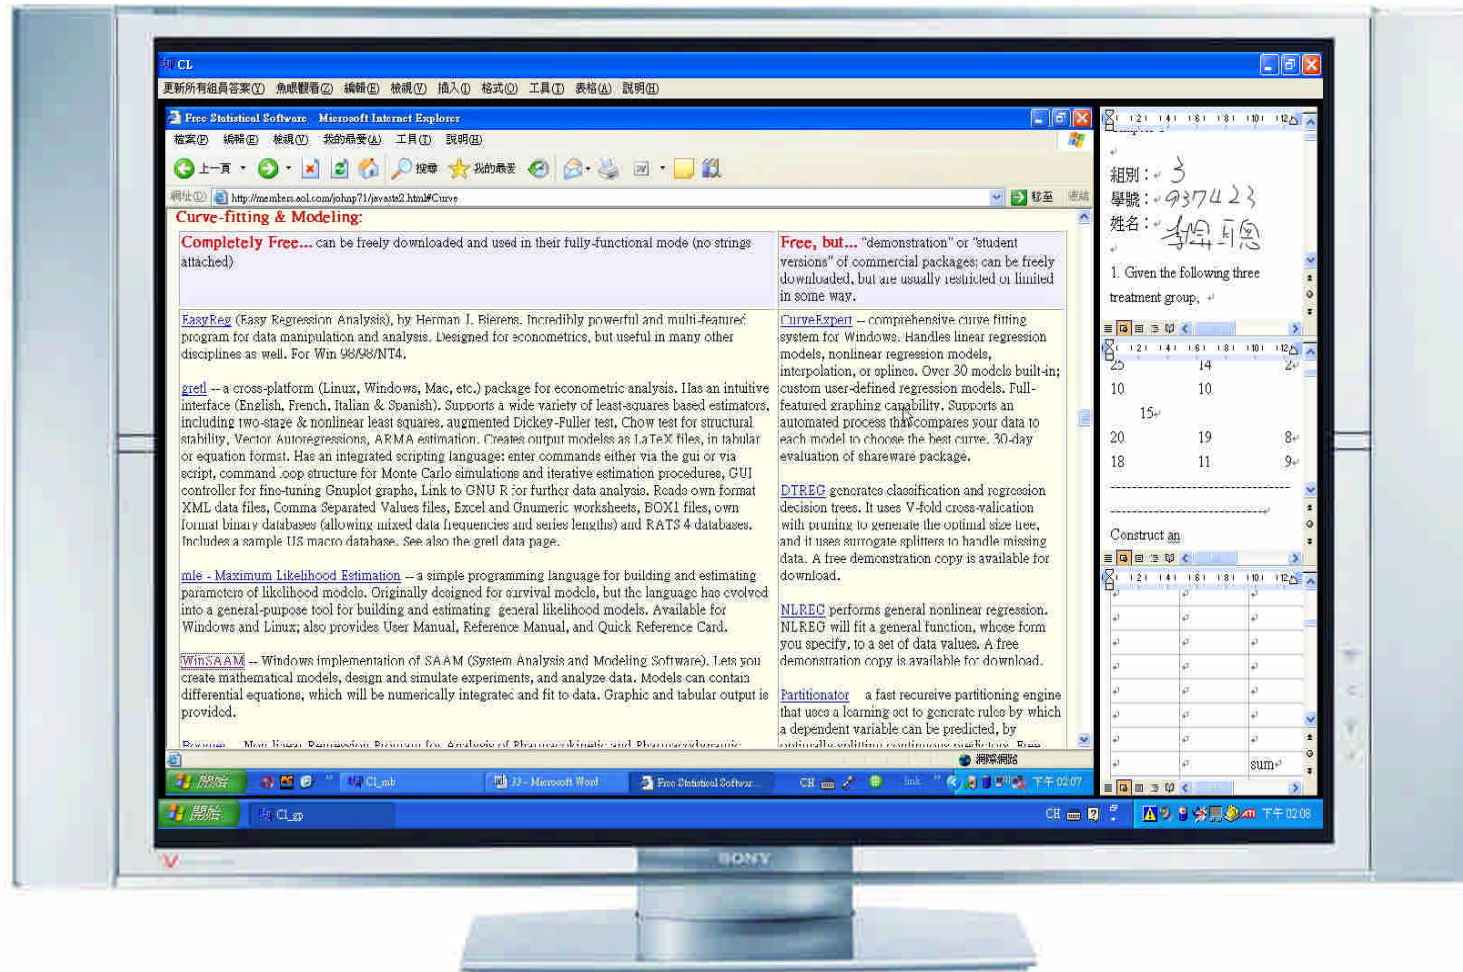 CL
更新所有組員答案(Y) 魚眼觀看(Z) 編輯(E) 檢視(V) 插入(I) 格式(O) 工具(T) 表格(A) 說明(H)
Free Statistical Software Microsoft Internet Explorer
檔案(F) 編輯(E) 檢視(V) 我的最愛(A) 工具(T) 說明(H)
上一頁 搜尋 我的最愛
網址(D) http://members.aol.com/johnp71/javasta2.html#Curve 移至 連結
Curve-fitting & Modeling:
Completely Free... can be freely downloaded and used in their fully-functional mode (no strings
attached)
Free, but... "demonstration" or "student
versions" of commercial packages; can be freely
downloaded, but are usually restricted or limited
in some way.
EasyReg (Easy Regression Analysis), by Herman J. Bierens. Incredibly powerful and multi-featured
program for data manipulation and analysis. Designed for econometrics, but useful in many other
disciplines as well. For Win 98/98/NT4.
gretl -- a cross-platform (Linux, Windows, Mac, etc.) package for econometric analysis. Has an intuitive
interface (English, French, Italian & Spanish). Supports a wide variety of least-squares based estimators,
including two-stage & nonlinear least squares, augmented Dickey-Fuller test, Chow test for structural
stability, Vector Autoregressions, ARMA estimation. Creates output modelss as LaTeX files, in tabular
or equation format. Has an integrated scripting language: enter commands either via the gui or via
script, command loop structure for Monte Carlo simulations and iterative estimation procedures, GUI
controller for fine-tuning Gnuplot graphs, Link to GNU R for further data analysis. Reads own format
XML data files, Comma Separated Values files, Excel and Gnumeric worksheets, BOX1 files, own
format binary databases (allowing mixed data frequencies and series lengths) and RATS 4 databases.
Includes a sample US macro database. See also the gretl data page.
mle - Maximum Likelihood Estimation -- a simple programming language for building and estimating
parameters of likelihood models. Originally designed for survival models, but the language has evolved
into a general-purpose tool for building and estimating general likelihood models. Available for
Windows and Linux; also provides User Manual, Reference Manual, and Quick Reference Card.
WinSAAM -- Windows implementation of SAAM (System Analysis and Modeling Software). Lets you
create mathematical models, design and simulate experiments, and analyze data. Models can contain
differential equations, which will be numerically integrated and fit to data. Graphic and tabular output is
provided.
Boomer Non-linear Regression Program for Analysis of Pharmacokinetic and Pharmacodynamic
CurveExpert -- comprehensive curve fitting
system for Windows. Handles linear regression
models, nonlinear regression models,
interpolation, or splines. Over 30 models built-in;
custom user-defined regression models. Full-
featured graphing capability. Supports an
automated process that compares your data to
each model to choose the best curve. 30-day
evaluation of shareware package.
DTREG generates classification and regression
decision trees. It uses V-fold cross-valication
with pruning to generate the optimal size tree,
and it uses surrogate splitters to handle missing
data. A free demonstration copy is available for
download.
NLREG performs general nonlinear regression.
NLREG will fit a general function, whose form
you specify, to a set of data values. A free
demonstration copy is available for download.
Partitionator a fast recursive partitioning engine
that uses a learning set to generate rules by which
a dependent variable can be predicted, by
optimally splitting continuous predictors. Free
網際網路
開始 CL_mb 33 - Microsoft Word Free Statistical Softwar... CH link 下午 02:07
開始 CL_gp CH 下午 02:08
組別: 3
學號: 937423
姓名:
1. Given the following three
treatment group,
25 14 2
10 10
15
20 19 8
18 11 9
Construct an
sum
SONY